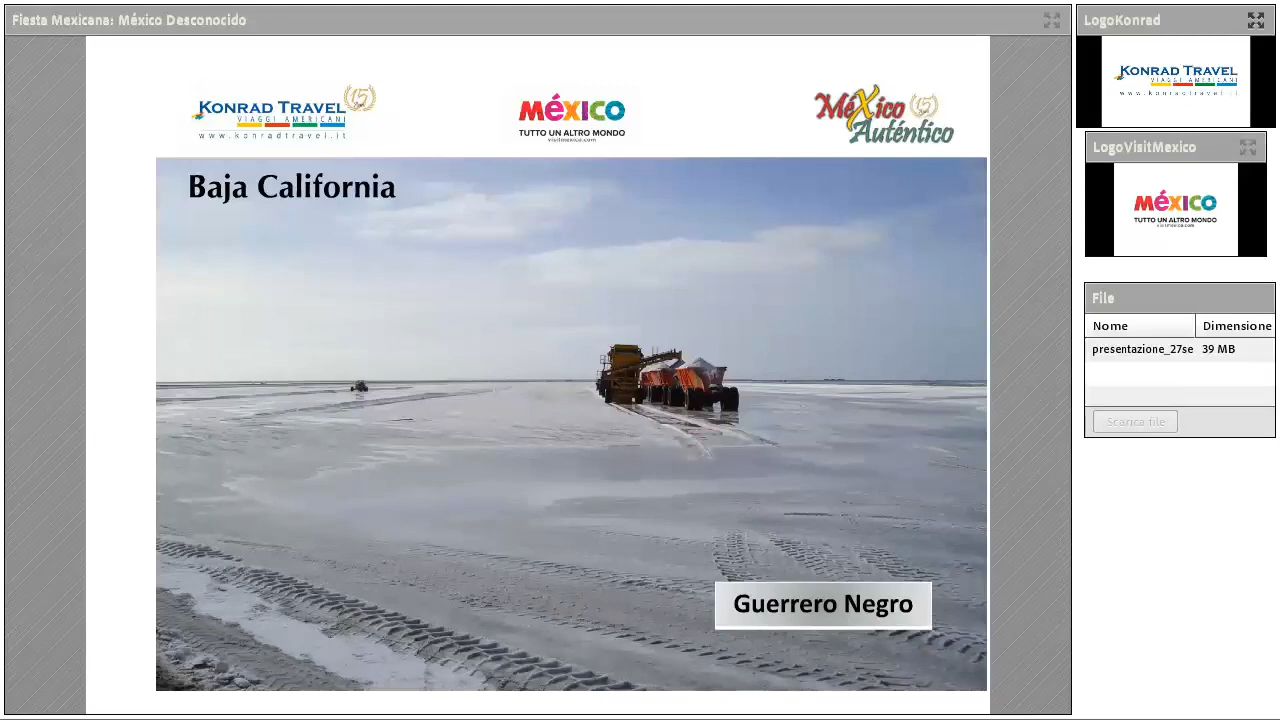 Fiesta Mexicana: México Desconocido
KONRAD TRAVEL
15
VIAGGI AMERICANI
www.konradtravel.it
MÉXICO
TUTTO UN ALTRO MONDO
visitmexico.com
MéXico
15
Auténtico
Baja California
Guerrero Negro
LogoKonrad
KONRAD TRAVEL
VIAGGI AMERICANI
www.konradtravel.it
LogoVisitMexico
MÉXICO
TUTTO UN ALTRO MONDO
visitmexico.com
File
Nome Dimensione
presentazione_27se 39 MB
Scarica file